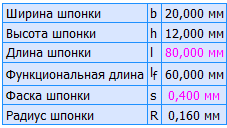 Ширина шпонки b 20,000 мм
Высота шпонки h 12,000 мм
Длина шпонки l 80,000 мм
Функциональная длина lf 60,000 мм
Фаска шпонки s 0,400 мм
Радиус шпонки R 0,160 мм